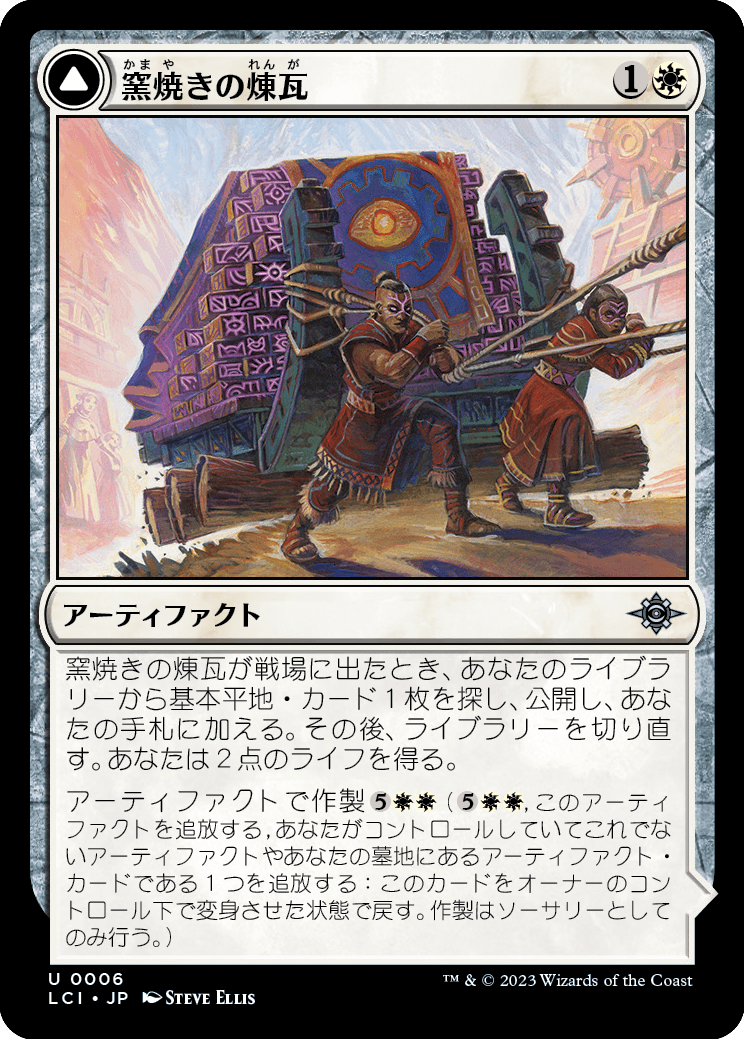 かまや れんが
窯焼きの煉瓦 1
アーティファクト
窯焼きの煉瓦が戦場に出たとき、あなたのライブラ
リーから基本平地・カード１枚を探し、公開し、あな
たの手札に加える。その後、ライブラリーを切り直
す。あなたは２点のライフを得る。
アーティファクトで作製 5（5, このアーティ
ファクトを追放する, あなたがコントロールしていてこれでな
いアーティファクトやあなたの墓地にあるアーティファクト・
カードである１つを追放する：このカードをオーナーのコン
トロール下で変身させた状態で戻す。作製はソーサリーとして
のみ行う。）
U 0006
LCI • JP Steve Ellis
™ & © 2023 Wizards of the Coast